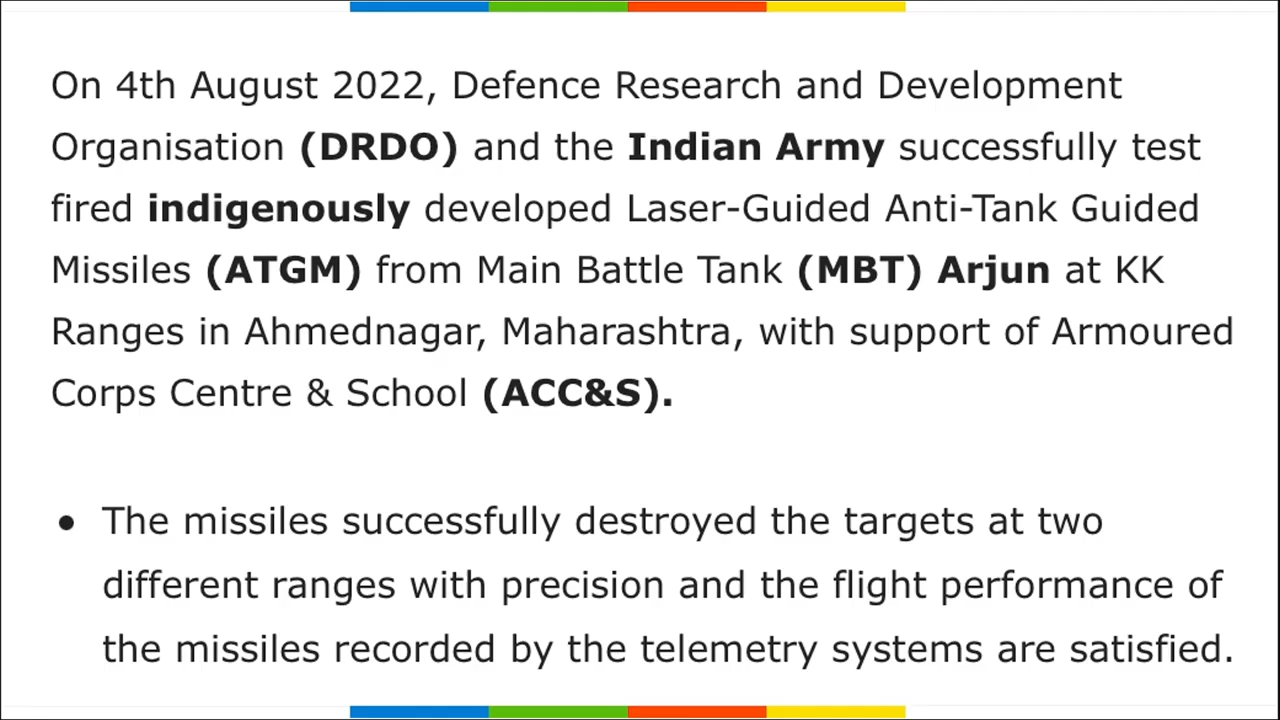 On 4th August 2022, Defence Research and Development
Organisation (DRDO) and the Indian Army successfully test
fired indigenously developed Laser-Guided Anti-Tank Guided
Missiles (ATGM) from Main Battle Tank (MBT) Arjun at KK
Ranges in Ahmednagar, Maharashtra, with support of Armoured
Corps Centre & School (ACC&S).
● The missiles successfully destroyed the targets at two
different ranges with precision and the flight performance of
the missiles recorded by the telemetry systems are satisfied.